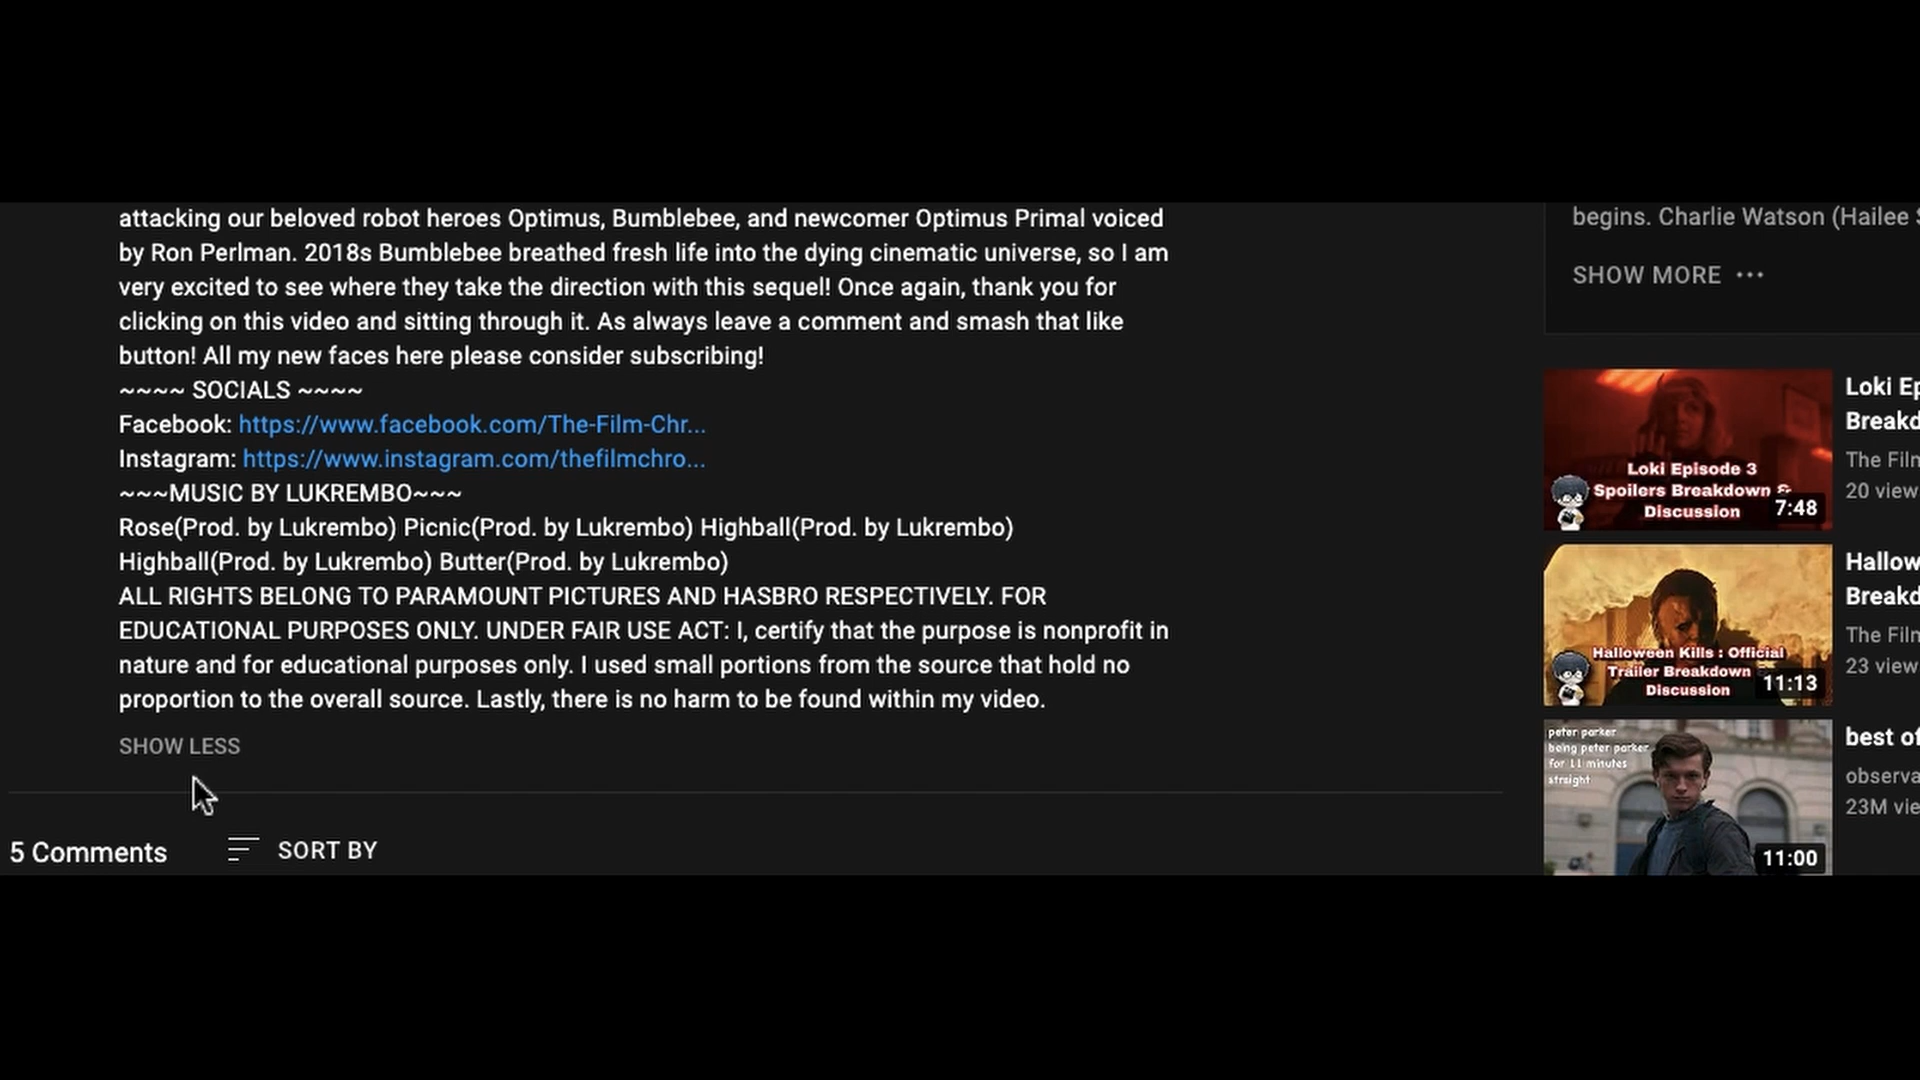 attacking our beloved robot heroes Optimus, Bumblebee, and newcomer Optimus Primal voiced
by Ron Perlman. 2018s Bumblebee breathed fresh life into the dying cinematic universe, so I am
very excited to see where they take the direction with this sequel! Once again, thank you for
clicking on this video and sitting through it. As always leave a comment and smash that like
button! All my new faces here please consider subscribing!
~~~~ SOCIALS ~~~~
Facebook: https://www.facebook.com/The-Film-Chr...
Instagram: https://www.instagram.com/thefilmchro...
~~~MUSIC BY LUKREMBO~~~
Rose(Prod. by Lukrembo) Picnic(Prod. by Lukrembo) Highball(Prod. by Lukrembo)
Highball(Prod. by Lukrembo) Butter(Prod. by Lukrembo)
ALL RIGHTS BELONG TO PARAMOUNT PICTURES AND HASBRO RESPECTIVELY. FOR
EDUCATIONAL PURPOSES ONLY. UNDER FAIR USE ACT: I, certify that the purpose is nonprofit in
nature and for educational purposes only. I used small portions from the source that hold no
proportion to the overall source. Lastly, there is no harm to be found within my video.
SHOW LESS
5 Comments
SORT BY
begins. Charlie Watson (Hailee
SHOW MORE ...
Loki Episode 3
Spoilers Breakdown &
Discussion
7:48
Loki Ep
Breakd
The Film
20 view
Halloween Kills : Official
Trailer Breakdown
Discussion
11:13
Hallow
Breakd
The Film
23 view
peter parker
being peter parker
for 11 minutes
straight
11:00
best of
observa
23M vie